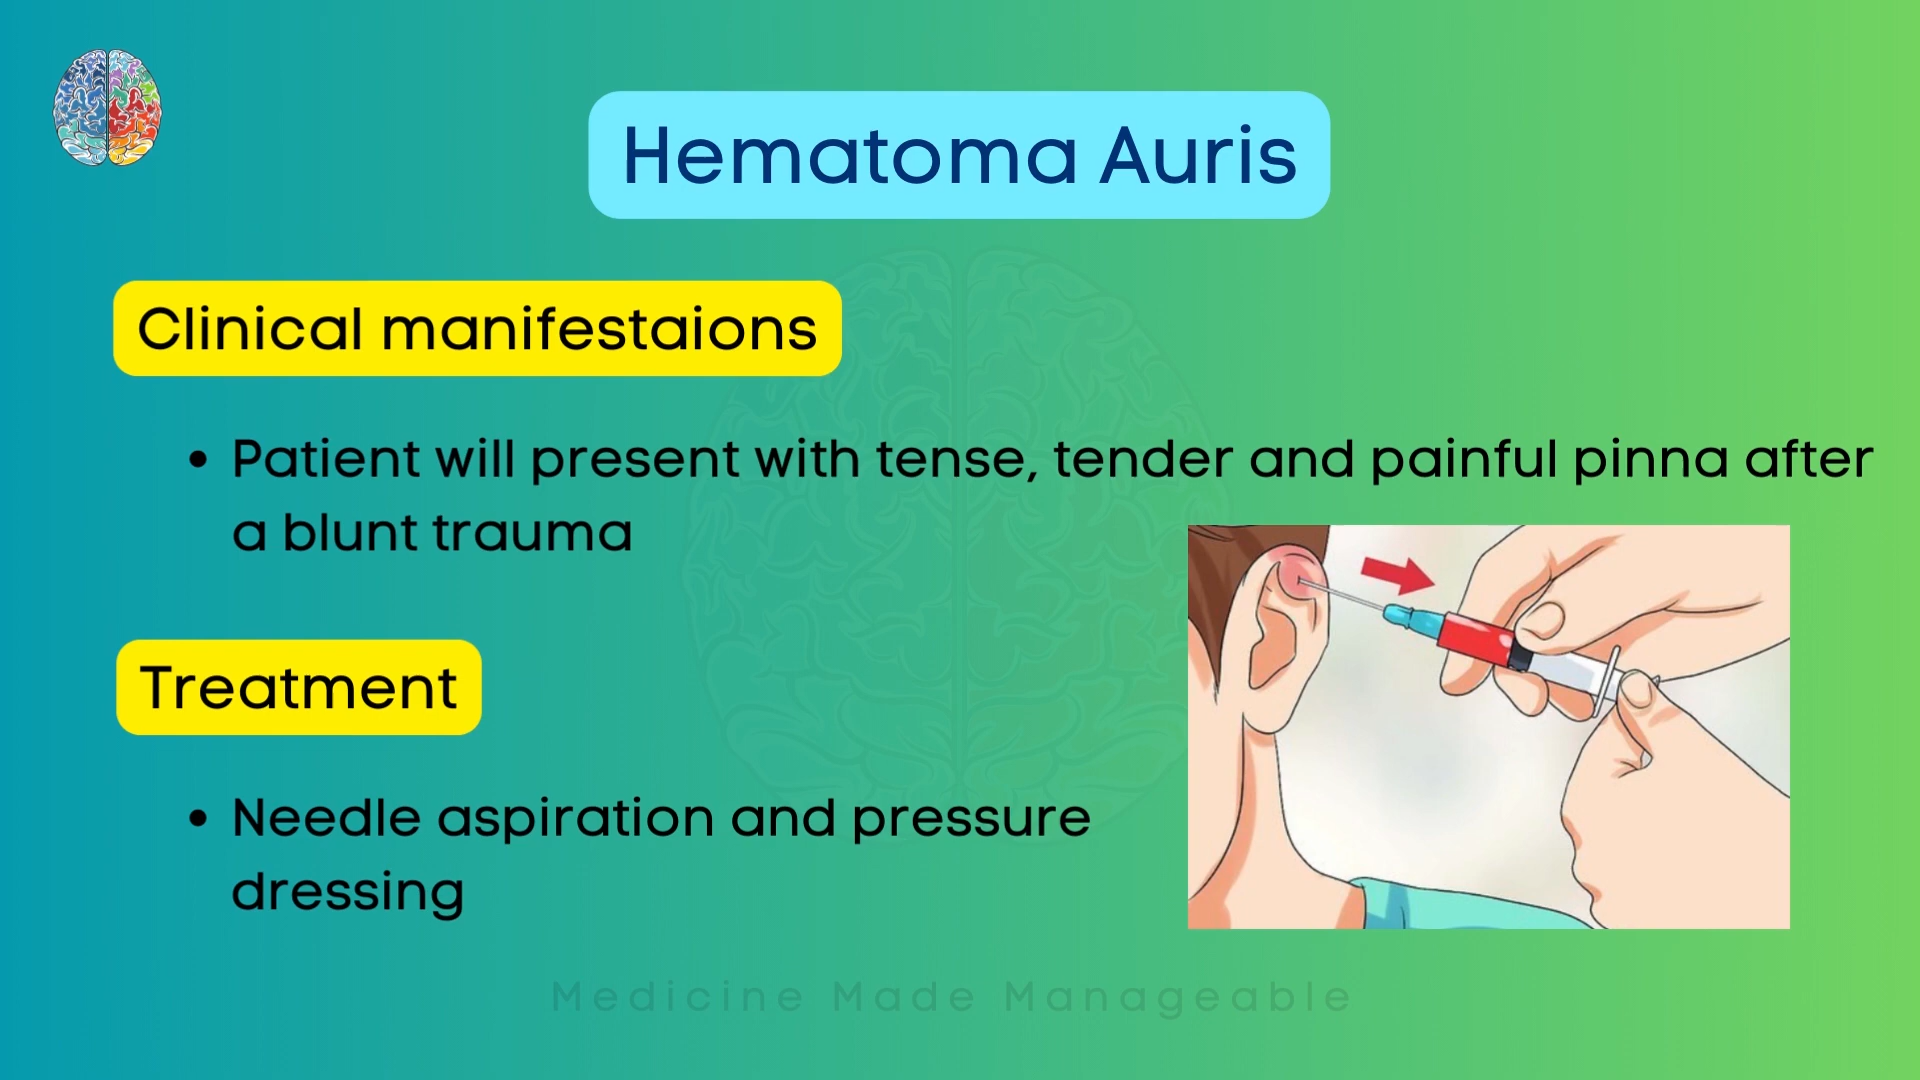 Hematoma Auris
Clinical manifestaions
• Patient will present with tense, tender and painful pinna after
a blunt trauma
Treatment
• Needle aspiration and pressure
dressing
Medicine Made Manageable